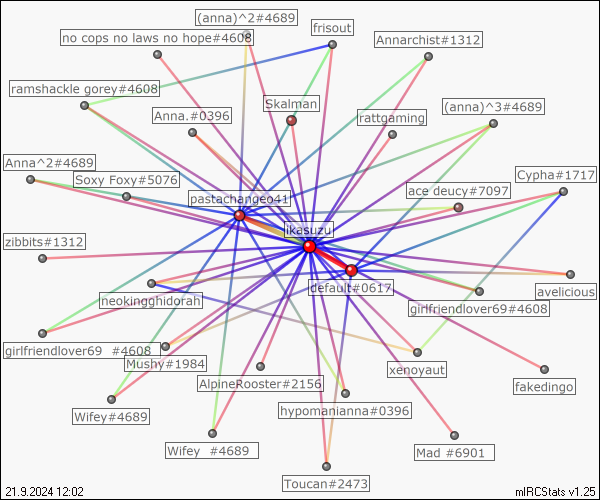 (anna)^2#4689
frisout
no cops no laws no hope#4608
Annarchist#1312
ramshackle gorey#4608
Skalman
(anna)^3#4689
Anna.#0396
rattgaming
Anna^2#4689
Soxy Foxy#5076
Cypha#1717
pastachangeo41
ace deucy#7097
ikasuzu
zibbits#1312
default#0617
avelicious
neokingghidorah
girlfriendlover69#4608
girlfriendlover69 #4608
Mushy#1984
xenoyaut
AlpineRooster#2156
fakedingo
Wifey#4689
hypomanianna#0396
Wifey #4689
Mad #6901
Toucan#2473
21.9.2024 12:02
mIRCStats v1.25